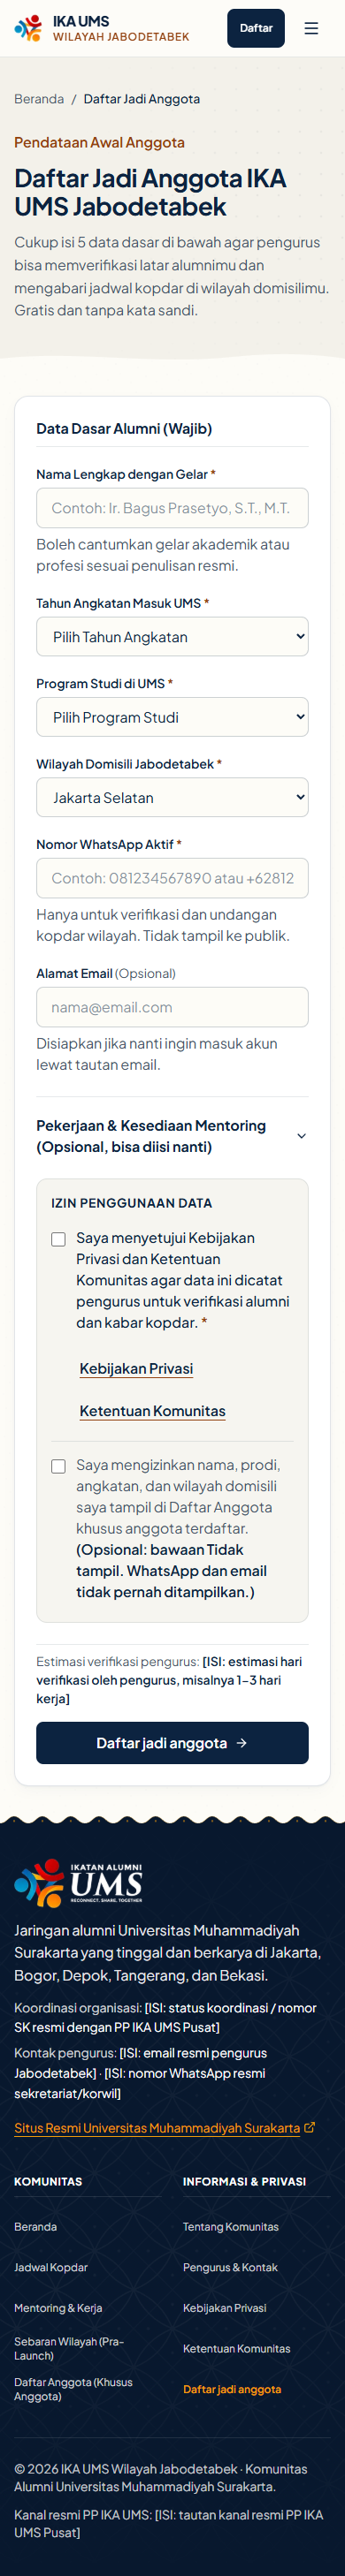 IKA UMS
WILAYAH JABODETABEK
Daftar
Beranda / Daftar Jadi Anggota
Pendataan Awal Anggota
Daftar Jadi Anggota IKA
UMS Jabodetabek
Cukup isi 5 data dasar di bawah agar pengurus
bisa memverifikasi latar alumnimu dan
mengabari jadwal kopdar di wilayah domisilimu.
Gratis dan tanpa kata sandi.
Data Dasar Alumni (Wajib)
Nama Lengkap dengan Gelar *
Contoh: Ir. Bagus Prasetyo, S.T., M.T.
Boleh cantumkan gelar akademik atau
profesi sesuai penulisan resmi.
Tahun Angkatan Masuk UMS *
Pilih Tahun Angkatan
Program Studi di UMS *
Pilih Program Studi
Wilayah Domisili Jabodetabek *
Jakarta Selatan
Nomor WhatsApp Aktif *
Contoh: 081234567890 atau +62812
Hanya untuk verifikasi dan undangan
kopdar wilayah. Tidak tampil ke publik.
Alamat Email (Opsional)
nama@email.com
Disiapkan jika nanti ingin masuk akun
lewat tautan email.
Pekerjaan & Kesediaan Mentoring
(Opsional, bisa diisi nanti)
IZIN PENGGUNAAN DATA
Saya menyetujui Kebijakan
Privasi dan Ketentuan
Komunitas agar data ini dicatat
pengurus untuk verifikasi alumni
dan kabar kopdar. *
Kebijakan Privasi
Ketentuan Komunitas
Saya mengizinkan nama, prodi,
angkatan, dan wilayah domisili
saya tampil di Daftar Anggota
khusus anggota terdaftar.
(Opsional: bawaan Tidak
tampil. WhatsApp dan email
tidak pernah ditampilkan.)
Estimasi verifikasi pengurus: [ISI: estimasi hari
verifikasi oleh pengurus, misalnya 1–3 hari
kerja]
Daftar jadi anggota →
IKATAN ALUMNI
UMS
RECONNECT, SHARE, TOGETHER
Jaringan alumni Universitas Muhammadiyah
Surakarta yang tinggal dan berkarya di Jakarta,
Bogor, Depok, Tangerang, dan Bekasi.
Koordinasi organisasi: [ISI: status koordinasi / nomor
SK resmi dengan PP IKA UMS Pusat]
Kontak pengurus: [ISI: email resmi pengurus
Jabodetabek] · [ISI: nomor WhatsApp resmi
sekretariat/korwil]
Situs Resmi Universitas Muhammadiyah Surakarta
KOMUNITAS
Beranda
Jadwal Kopdar
Mentoring & Kerja
Sebaran Wilayah (Pra-
Launch)
Daftar Anggota (Khusus
Anggota)
INFORMASI & PRIVASI
Tentang Komunitas
Pengurus & Kontak
Kebijakan Privasi
Ketentuan Komunitas
Daftar jadi anggota
© 2026 IKA UMS Wilayah Jabodetabek · Komunitas
Alumni Universitas Muhammadiyah Surakarta.
Kanal resmi PP IKA UMS: [ISI: tautan kanal resmi PP IKA
UMS Pusat]